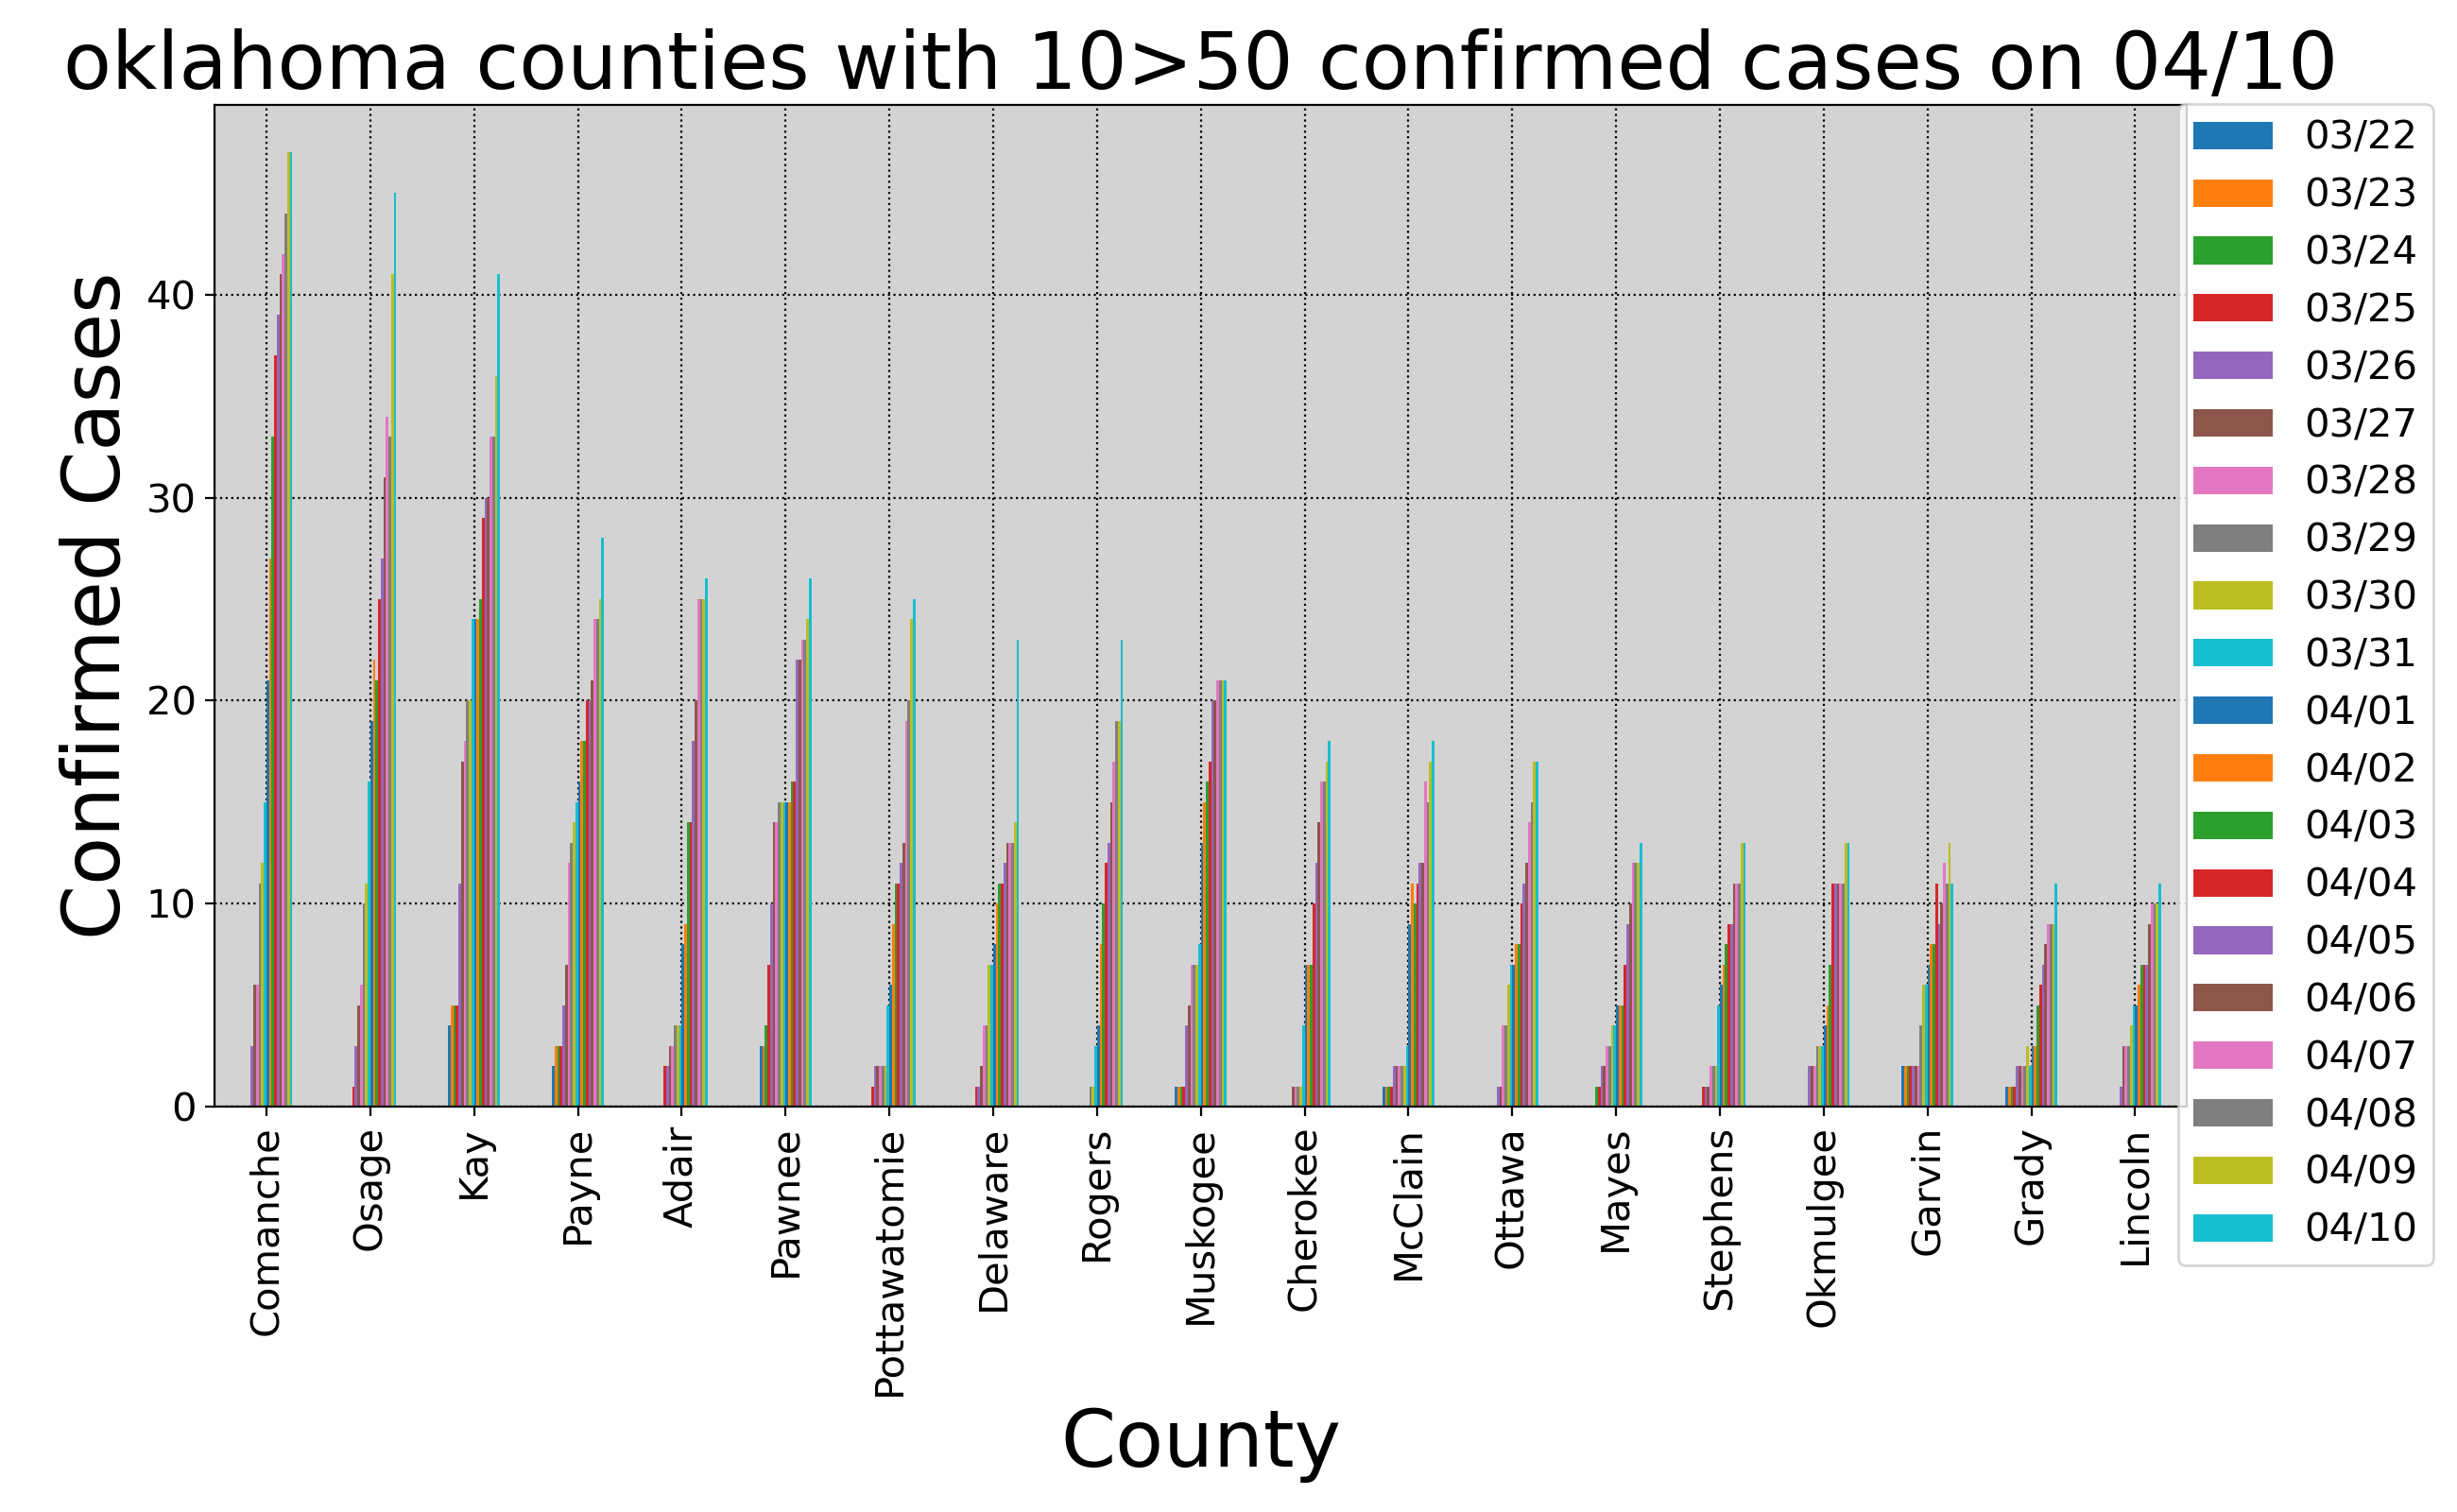 oklahoma counties with 10>50 confirmed cases on 04/10
Confirmed Cases
40
30
20
10
0
Comanche
Osage
Kay
Payne
Adair
Pawnee
Pottawatomie
Delaware
Rogers
Muskogee
Cherokee
McClain
Ottawa
Mayes
Stephens
Okmulgee
Garvin
Grady
Lincoln
County
03/22
03/23
03/24
03/25
03/26
03/27
03/28
03/29
03/30
03/31
04/01
04/02
04/03
04/04
04/05
04/06
04/07
04/08
04/09
04/10